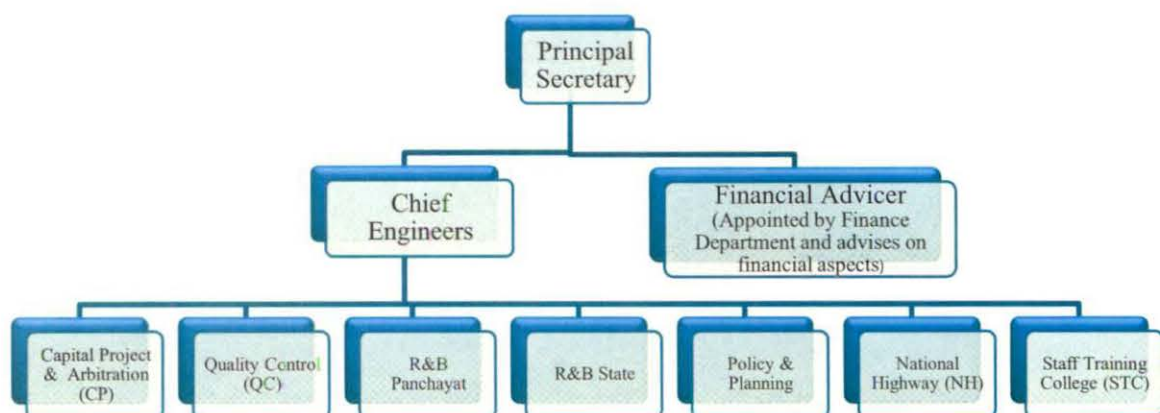 Principal
Secretary
Chief
Engineers
Financial Advicer
(Appointed by Finance
Department and advises on
financial aspects)
Capital Project
& Arbitration
(CP)
Quality Control
(QC)
R&B
Panchayat
R&B State
Policy &
Planning
National
Highway (NH)
Staff Training
College (STC)